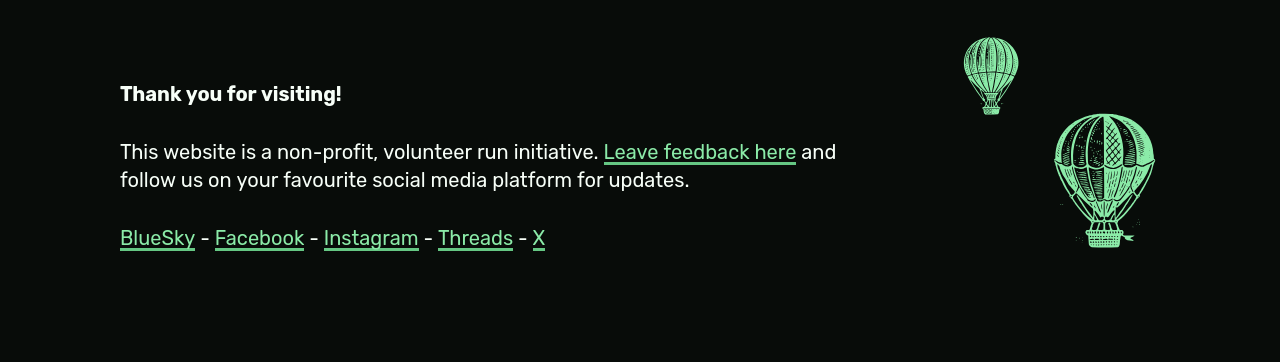 Thank you for visiting!
This website is a non-profit, volunteer run initiative. Leave feedback here and
follow us on your favourite social media platform for updates.
BlueSky - Facebook - Instagram - Threads - X